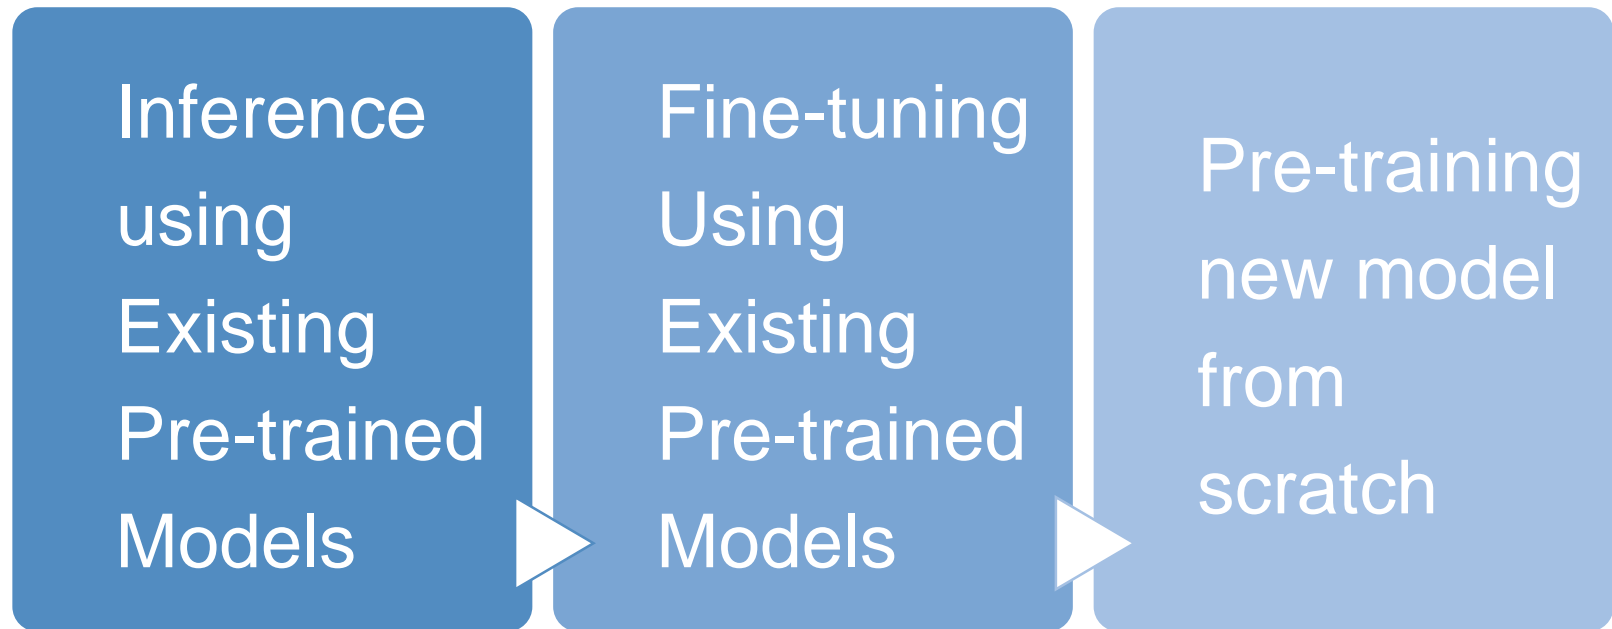 Inference
using
Existing
Pre-trained
Models
Fine-tuning
Using
Existing
Pre-trained
Models
Pre-training
new model
from
scratch